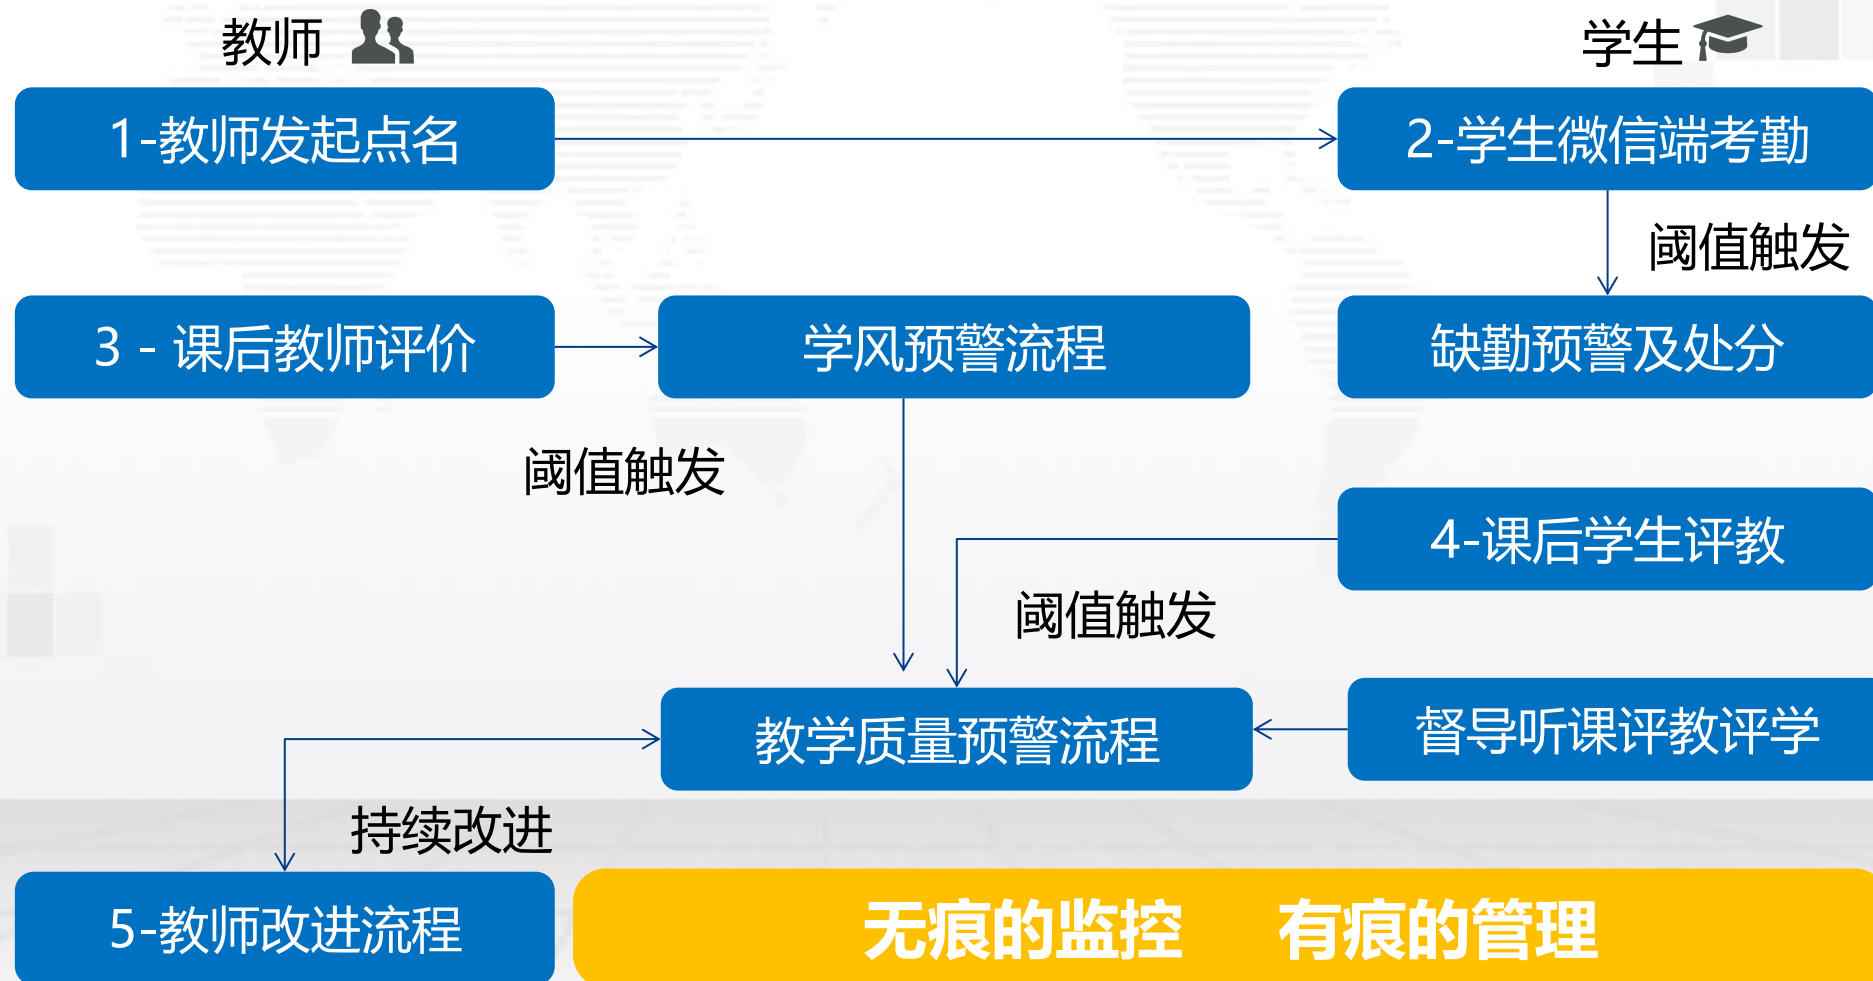 教师
学生
1-教师发起点名
2-学生微信端考勤
阈值触发
3 - 课后教师评价
学风预警流程
缺勤预警及处分
阈值触发
4-课后学生评教
阈值触发
教学质量预警流程
督导听课评教评学
持续改进
5-教师改进流程
无痕的监控 有痕的管理